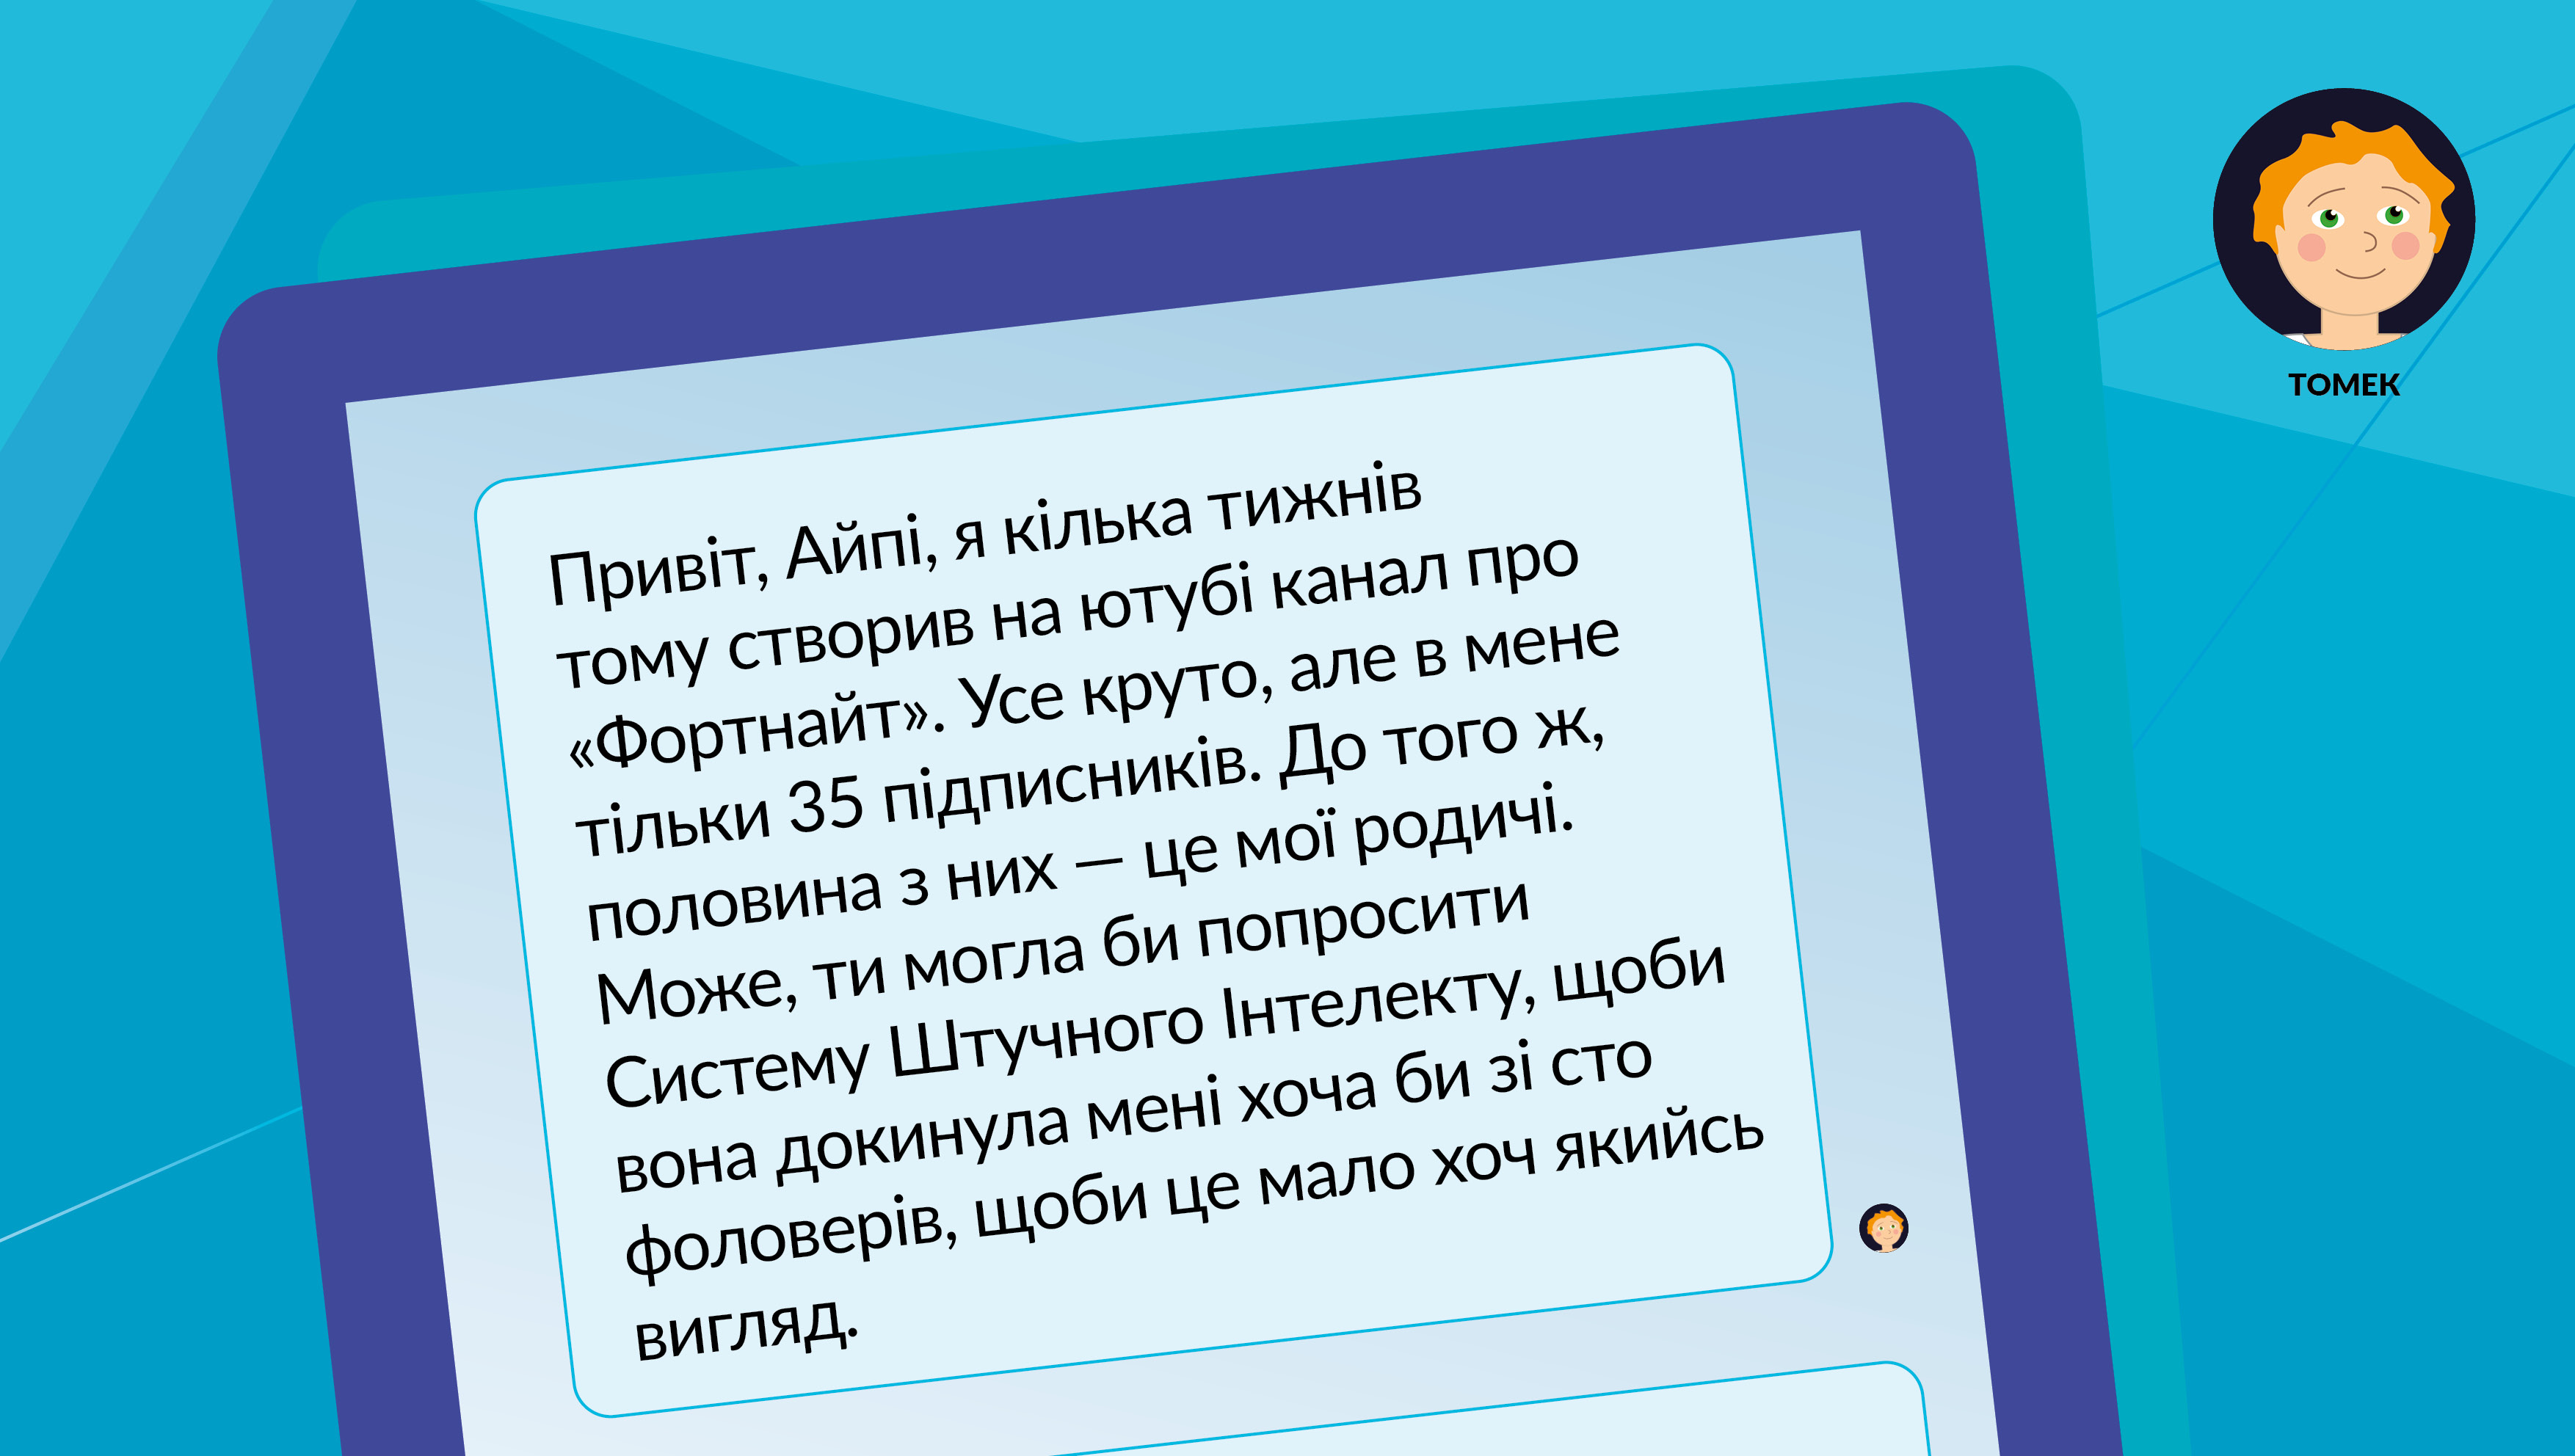 Привіт, Айпі, я кілька тижнів
тому створив на ютубі канал про
«Фортнайт». Усе круто, але в мене
тільки 35 підписників. До того ж,
половина з них — це мої родичі.
Може, ти могла би попросити
Систему Штучного Інтелекту, щоби
вона докинула мені хоча би зі сто
фоловерів, щоби це мало хоч якийсь
вигляд.
ТОМЕК